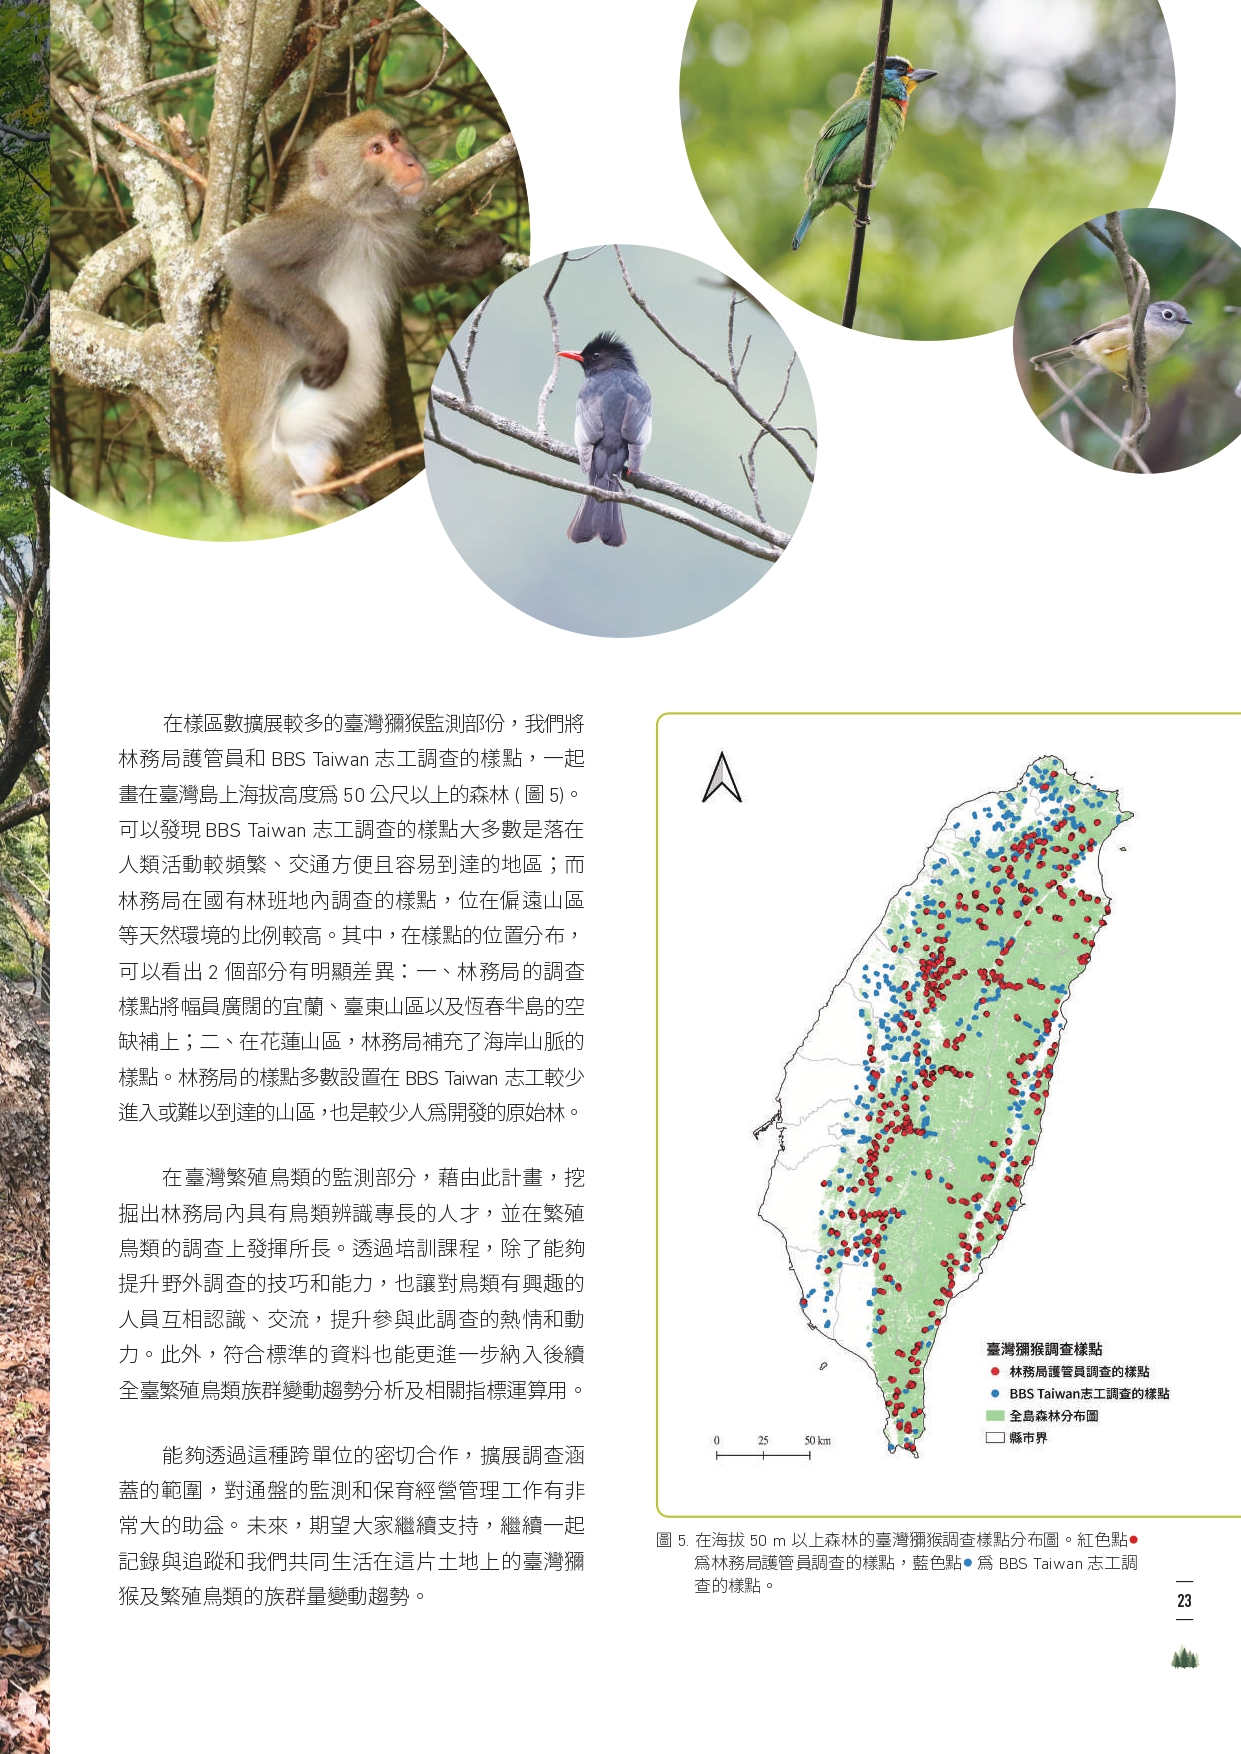 在樣區數擴展較多的臺灣獼猴監測部份，我們將
林務局護管員和 BBS Taiwan 志工調查的樣點，一起
畫在臺灣島上海拔高度為 50 公尺以上的森林 ( 圖 5)。
可以發現 BBS Taiwan 志工調查的樣點大多數是落在
人類活動較頻繁、交通方便且容易到達的地區；而
林務局在國有林班地內調查的樣點，位在偏遠山區
等天然環境的比例較高。其中，在樣點的位置分布，
可以看出 2 個部分有明顯差異：一、林務局的調查
樣點將幅員廣闊的宜蘭、臺東山區以及恆春半島的空
缺補上；二、在花蓮山區，林務局補充了海岸山脈的
樣點。林務局的樣點多數設置在 BBS Taiwan 志工較少
進入或難以到達的山區，也是較少人為開發的原始林。
在臺灣繁殖鳥類的監測部分，藉由此計畫，挖
掘出林務局內具有鳥類辨識專長的人才，並在繁殖
鳥類的調查上發揮所長。透過培訓課程，除了能夠
提升野外調查的技巧和能力，也讓對鳥類有興趣的
人員互相認識、交流，提升參與此調查的熱情和動
力。此外，符合標準的資料也能更進一步納入後續
全臺繁殖鳥類族群變動趨勢分析及相關指標運算用。
能夠透過這種跨單位的密切合作，擴展調查涵
蓋的範圍，對通盤的監測和保育經營管理工作有非
常大的助益。未來，期望大家繼續支持，繼續一起
記錄與追蹤和我們共同生活在這片土地上的臺灣獼
猴及繁殖鳥類的族群量變動趨勢。
臺灣獼猴調查樣點
林務局護管員調查的樣點
BBS Taiwan志工調查的樣點
全島森林分布圖
縣市界
0 25 50 km
圖 5. 在海拔 50 m 以上森林的臺灣獼猴調查樣點分布圖。紅色點●
為林務局護管員調查的樣點，藍色點● 為 BBS Taiwan 志工調
查的樣點。
23